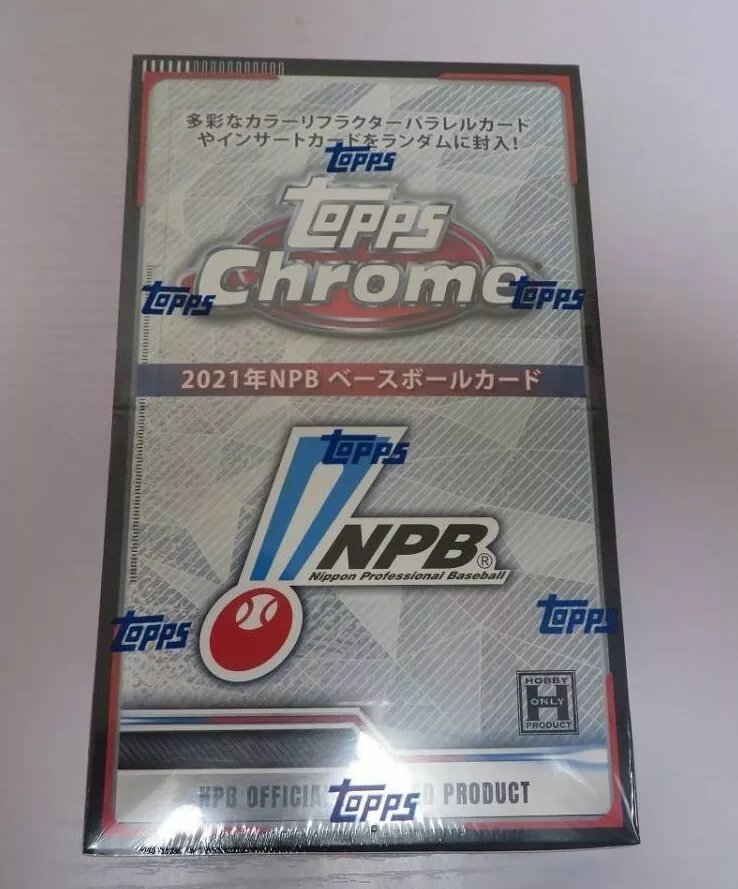 多彩なカラーリフラクターパラレルカード
やインサートカードをランダムに封入!
Topps
Topps
Chrome
Topps
Topps
2021年NPB ベースボールカード
Topps
NPB®
Nippon Professional Baseball
Topps
Topps
HOBBY
H
ONLY
PRODUCT
NPB OFFICIA
Topps
D PRODUCT